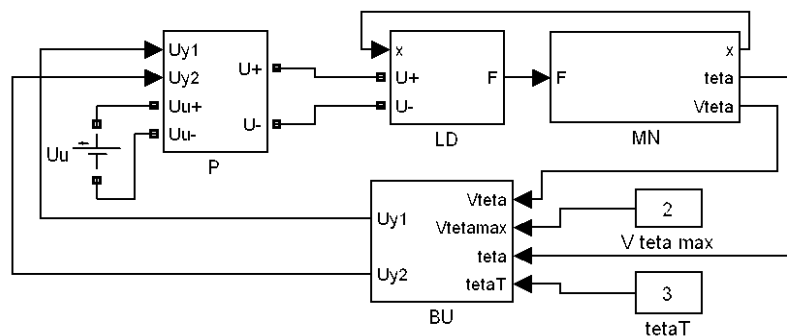 Uy1
Uy2
Uu+
Uu-
U+
U-
P
Uu
x
U+
U-
F
LD
F
x
teta
Vteta
MN
Uy1
Uy2
Vteta
Vtetamax
teta
tetaT
BU
2
V teta max
3
tetaT